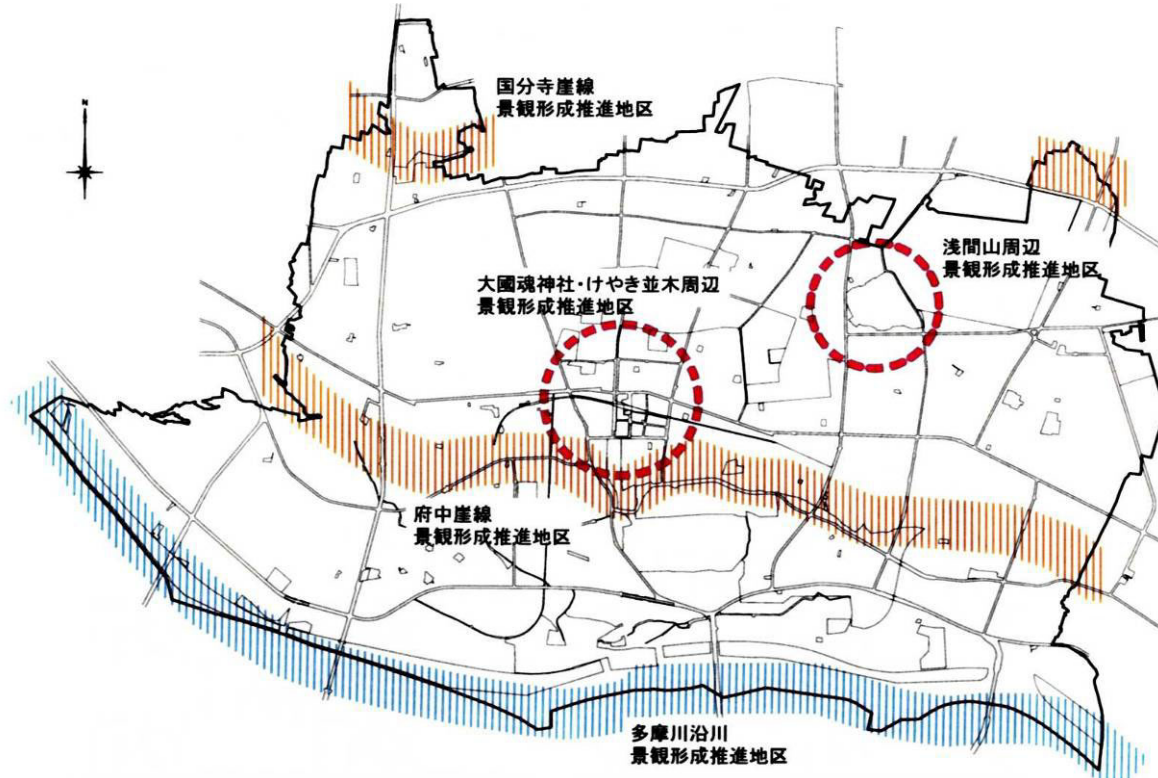 N
国分寺崖線
景観形成推進地区
浅間山周辺
景観形成推進地区
大國魂神社・けやき並木周辺
景観形成推進地区
府中崖線
景観形成推進地区
多摩川沿川
景観形成推進地区